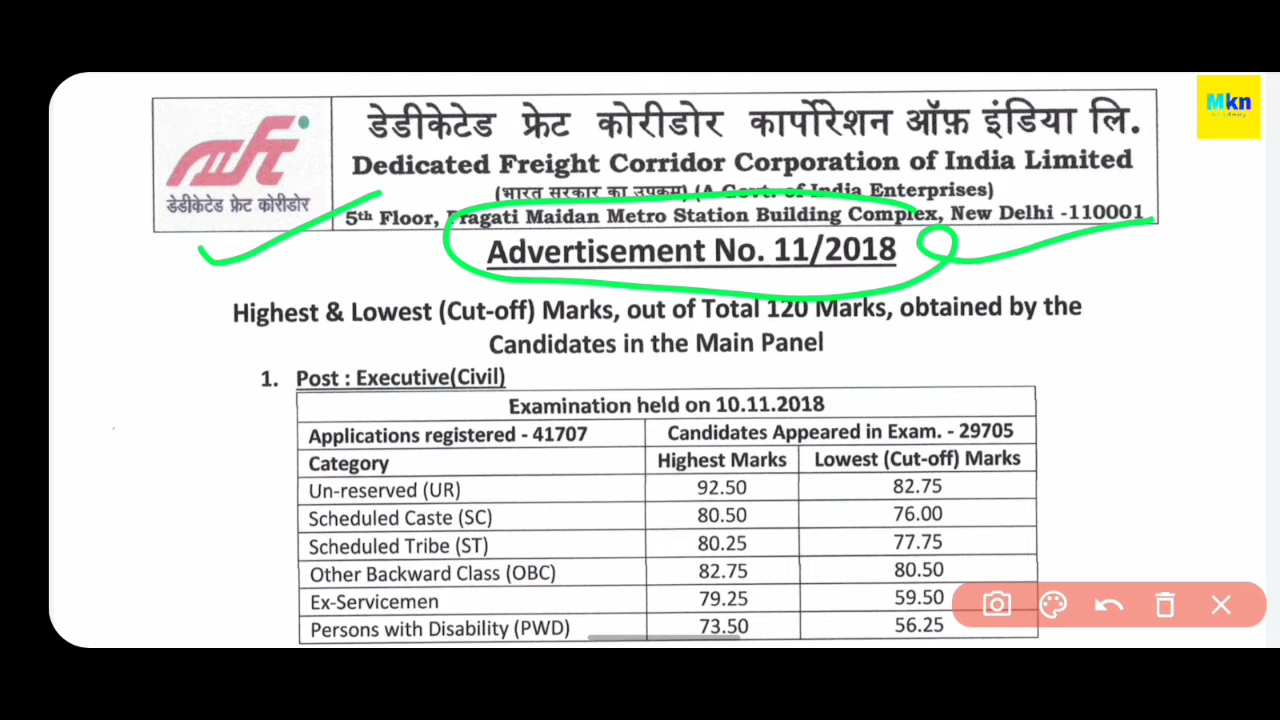 Mkn
Academy
डेडीकेटेड फ्रेट कोरीडोर कार्पोरेशन ऑफ़ इंडिया लि.
Dedicated Freight Corridor Corporation of India Limited
(भारत सरकार का उपक्रम) (A Govt. of India Enterprises)
डेडीकेटेड फ्रेट कोरीडोर
5th Floor, Pragati Maidan Metro Station Building Complex, New Delhi -110001
Advertisement No. 11/2018
Highest & Lowest (Cut-off) Marks, out of Total 120 Marks, obtained by the
Candidates in the Main Panel
1. Post : Executive(Civil)
Examination held on 10.11.2018
Applications registered - 41707 Candidates Appeared in Exam. - 29705
Category Highest Marks Lowest (Cut-off) Marks
Un-reserved (UR) 92.50 82.75
Scheduled Caste (SC) 80.50 76.00
Scheduled Tribe (ST) 80.25 77.75
Other Backward Class (OBC) 82.75 80.50
Ex-Servicemen 79.25 59.50
Persons with Disability (PWD) 73.50 56.25